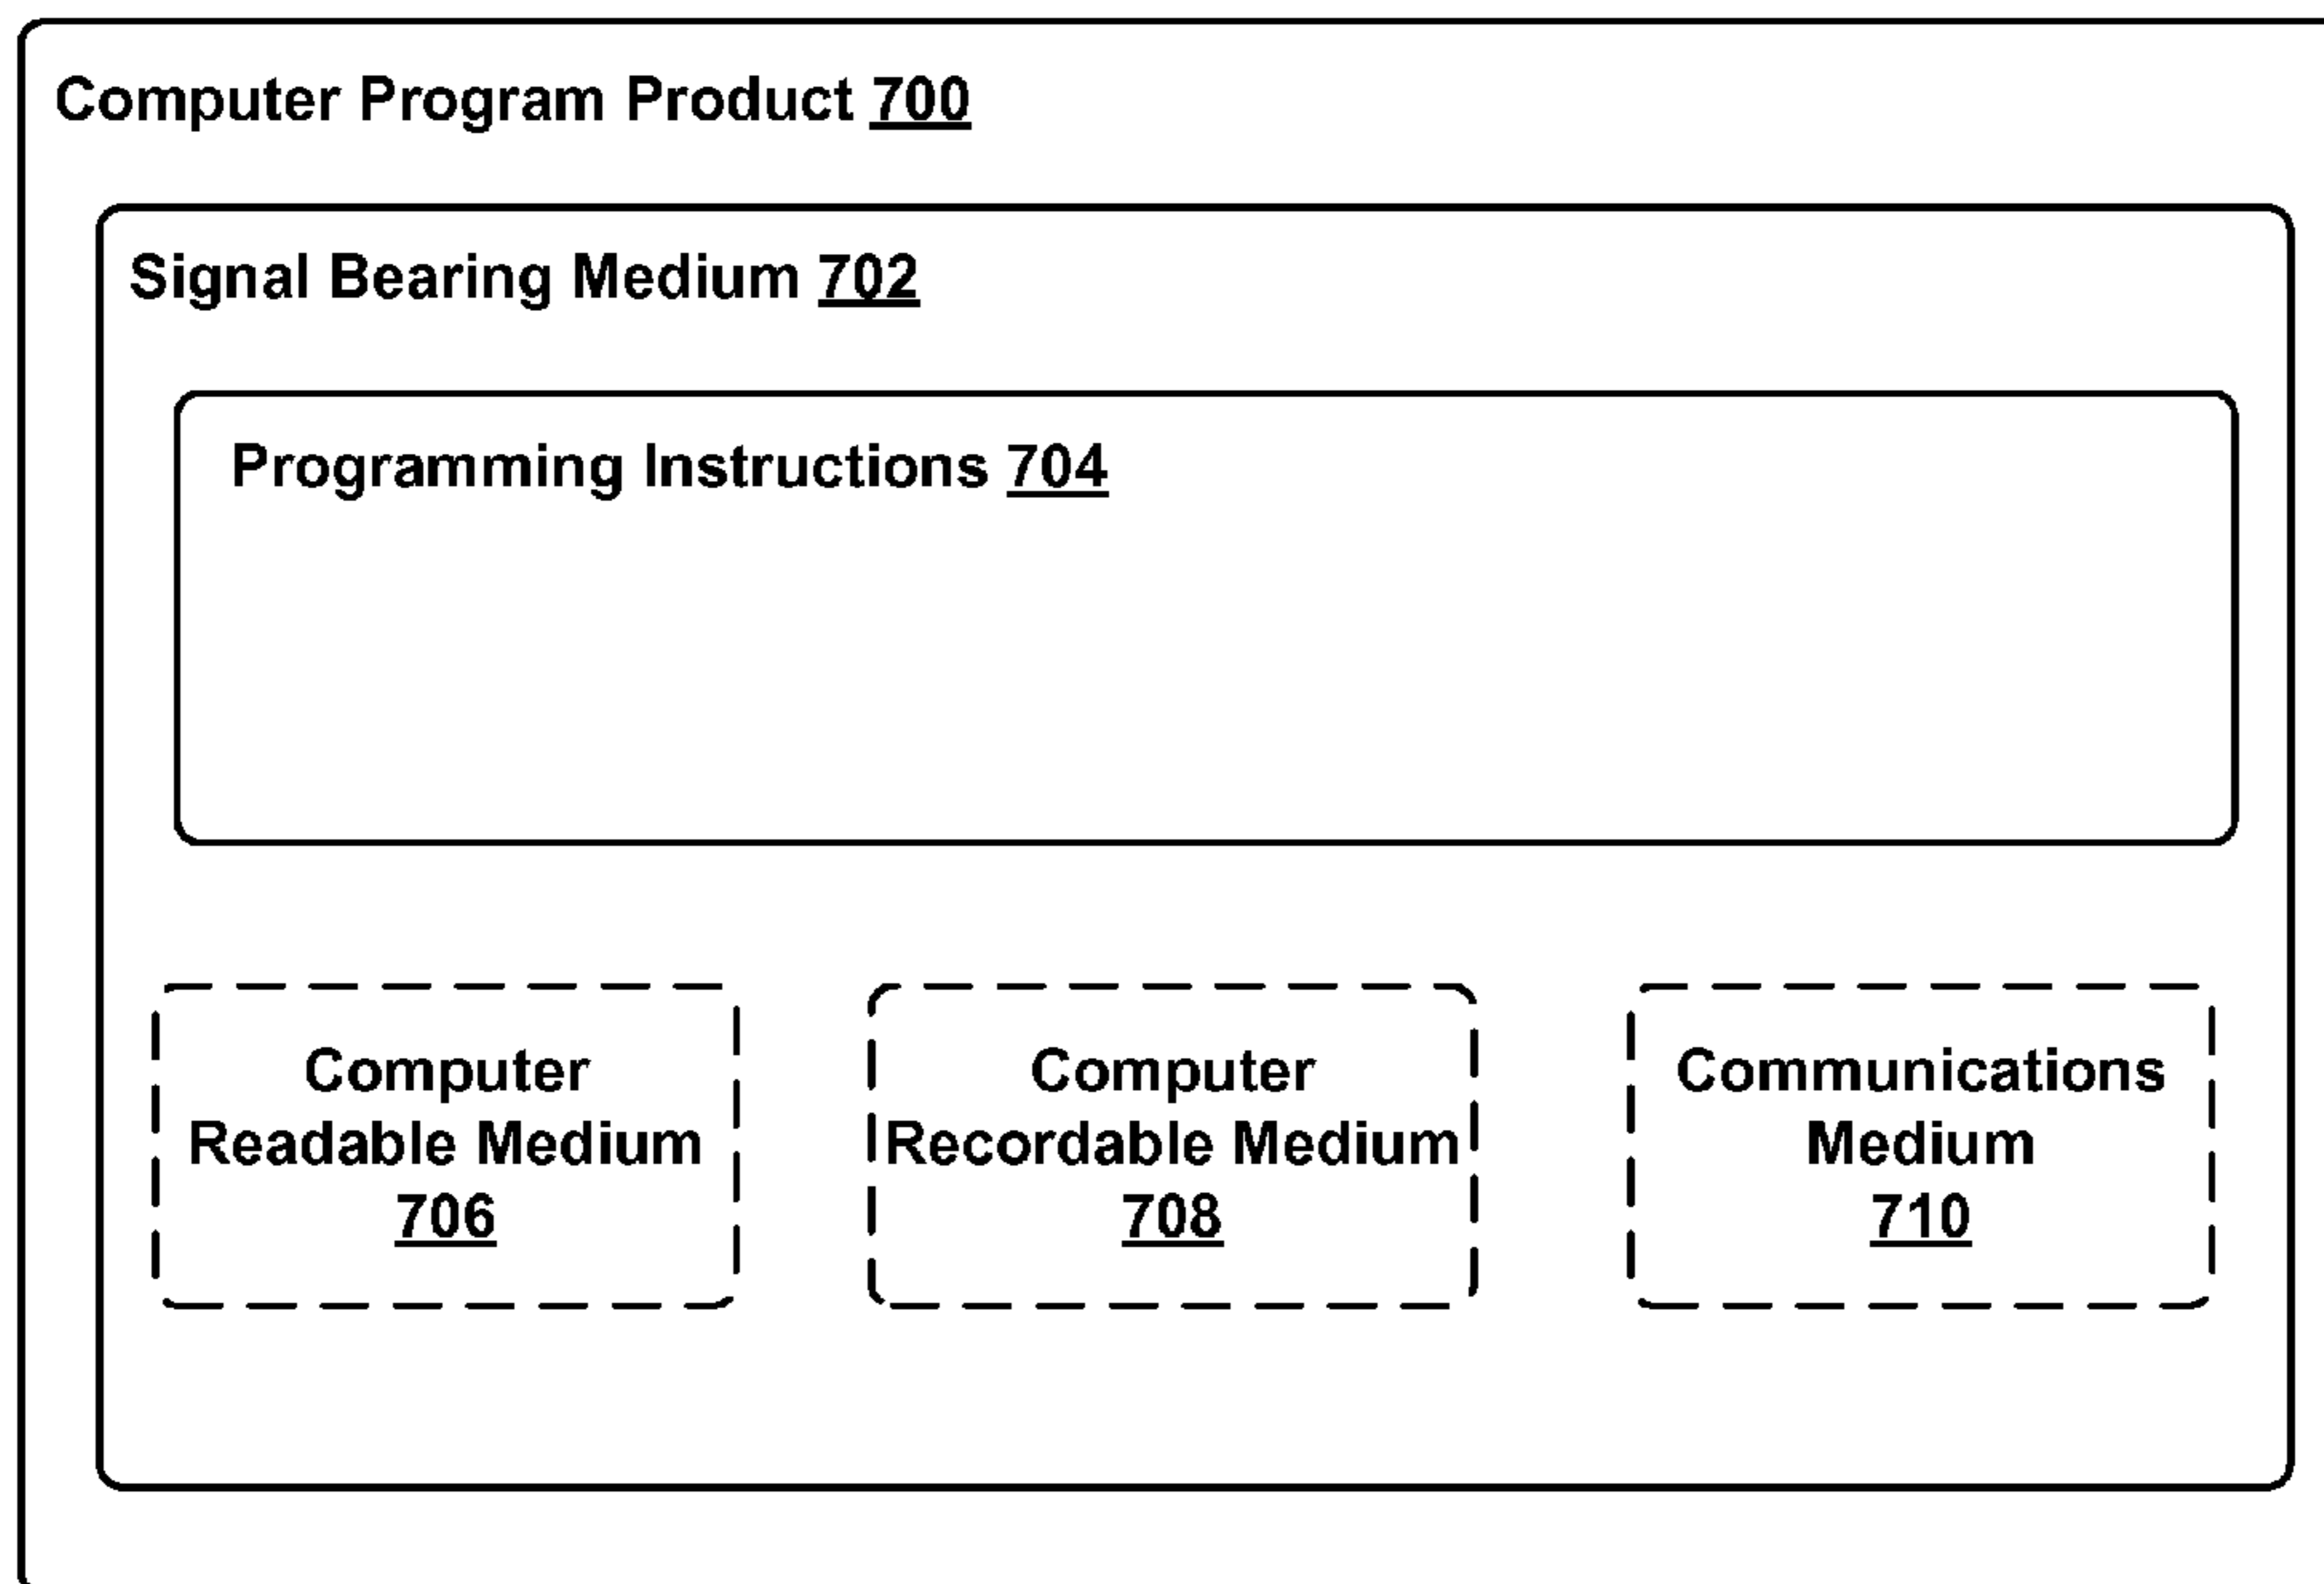 Computer Program Product 700
Signal Bearing Medium 702
Programming Instructions 704
Computer
Readable Medium
706
Computer
Recordable Medium
708
Communications
Medium
710